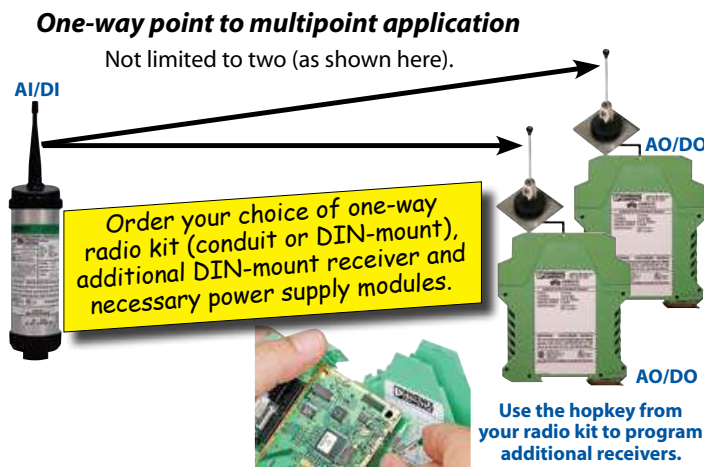 One-way point to multipoint application
Not limited to two (as shown here).
AI/DI
AO/DO
Order your choice of one-way
radio kit (conduit or DIN-mount),
additional DIN-mount receiver and
necessary power supply modules.
AO/DO
Use the hopkey from
your radio kit to program
additional receivers.